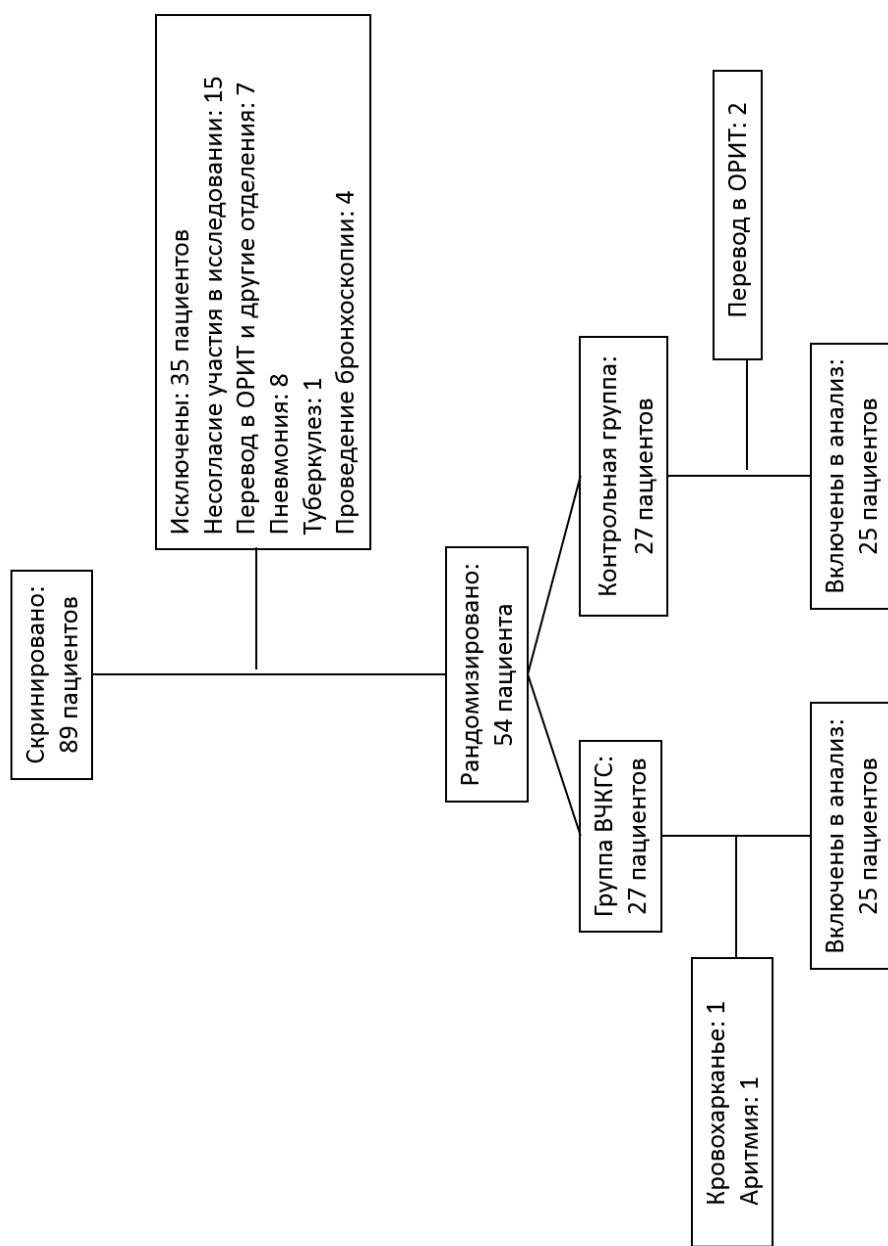 Скринировано:
89 пациентов
Исключены: 35 пациентов
Несогласие участия в исследовании: 15
Перевод в ОРИТ и другие отделения: 7
Пневмония: 8
Туберкулез: 1
Проведение бронхоскопии: 4
Рандомизировано:
54 пациента
Группа ВЧКГС:
27 пациентов
Контрольная группа:
27 пациентов
Кровохарканье: 1
Аритмия: 1
Перевод в ОРИТ: 2
Включены в анализ:
25 пациентов
Включены в анализ:
25 пациентов